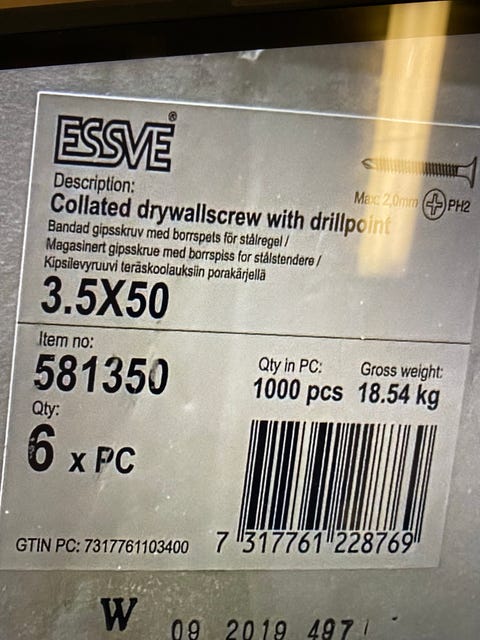 ESSVE®
Description:
Collated drywallscrew with drillpoint
Max: 2,0mm PH2
Bandad gipsskruv med borrspets för stålregel /
Magasinert gipsskrue med borrspiss for stålstendere /
Kipsilevyruuvi teräskoolauksiin porakärjellä
3.5X50
Item no:
581350
Qty in PC:
1000 pcs
Gross weight:
18.54 kg
Qty:
6 x PC
GTIN PC: 7317761103400
7 317761 228769
W
09 2019 497